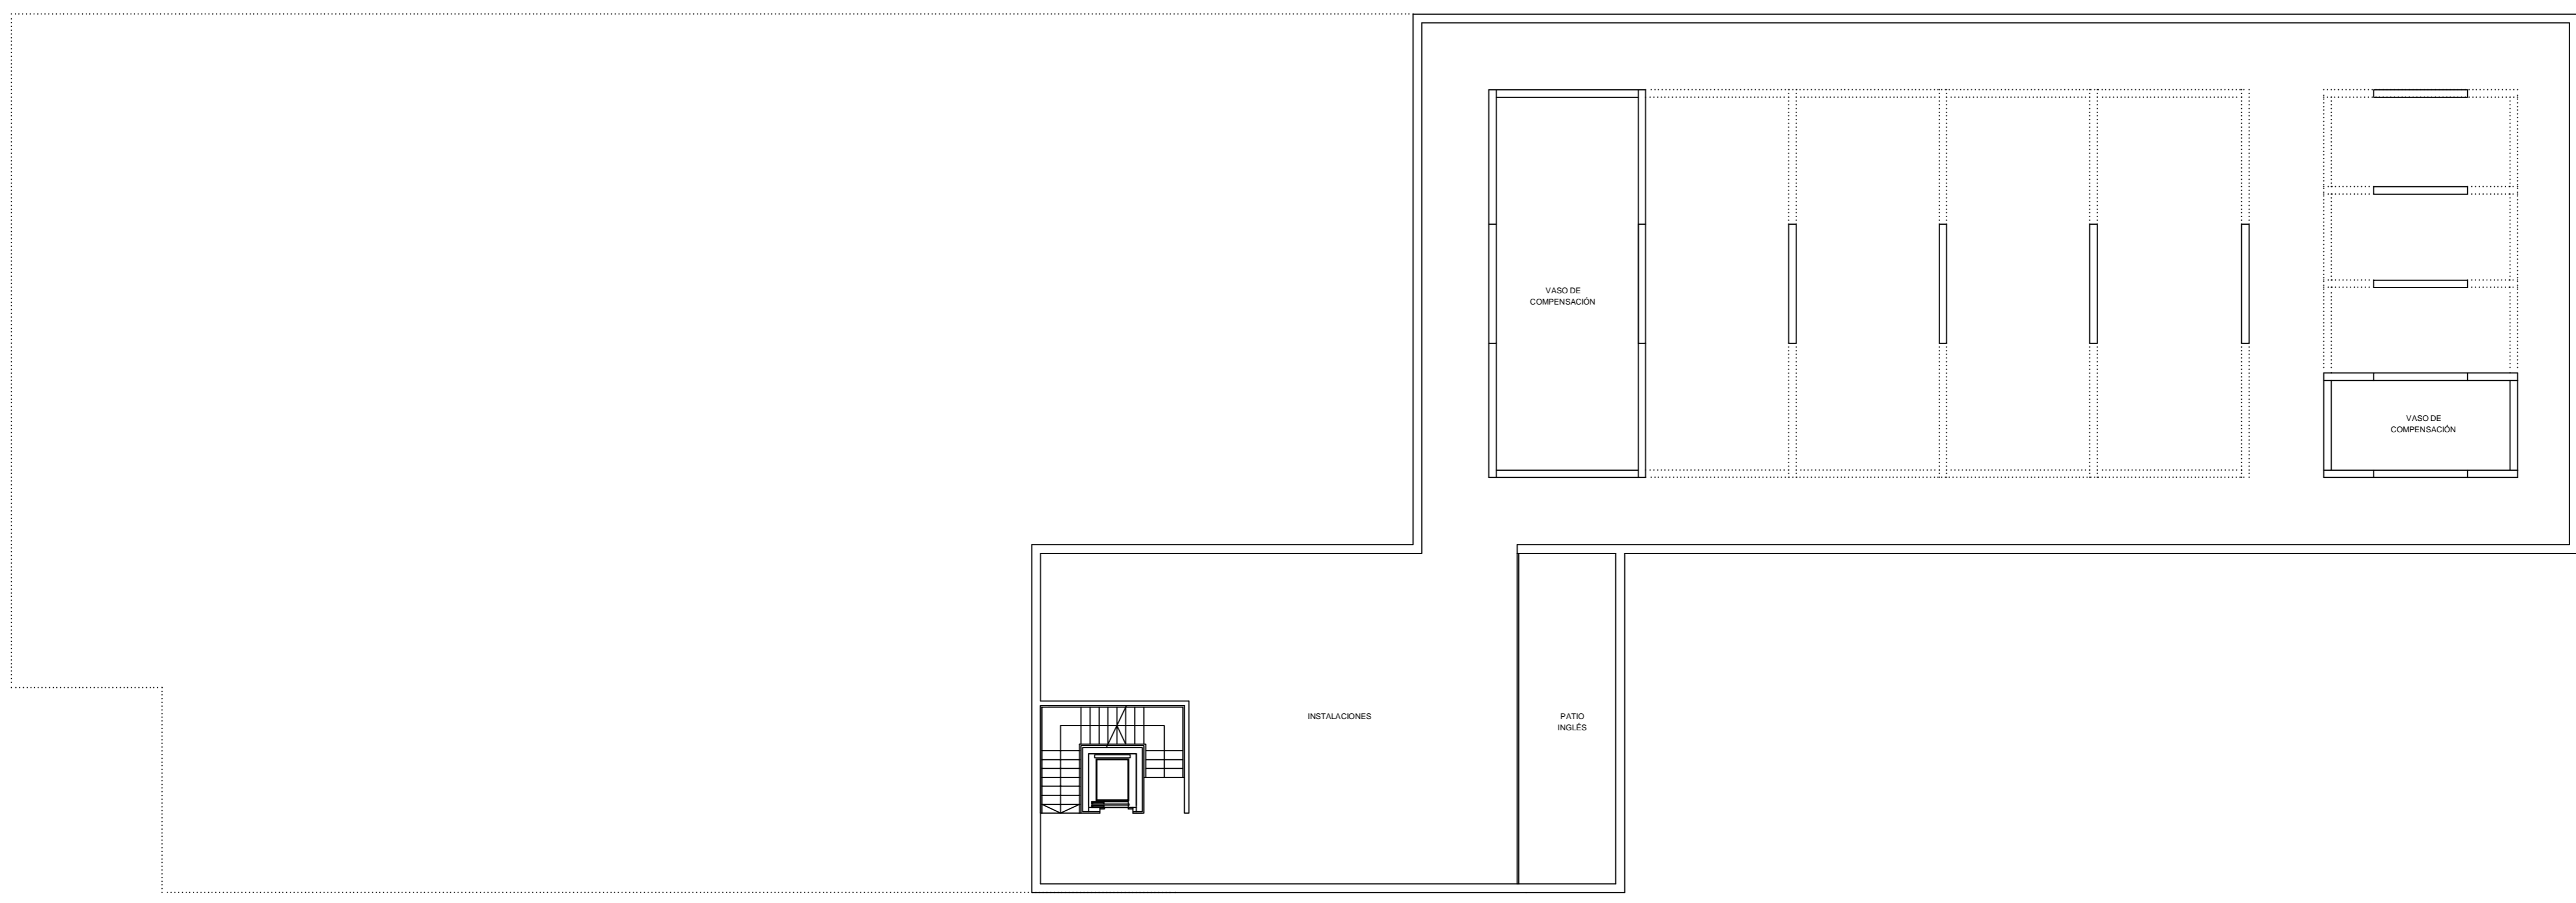 VASO DE
COMPENSACIÓN
VASO DE
COMPENSACIÓN
INSTALACIONES
PATIO
INGLÉS